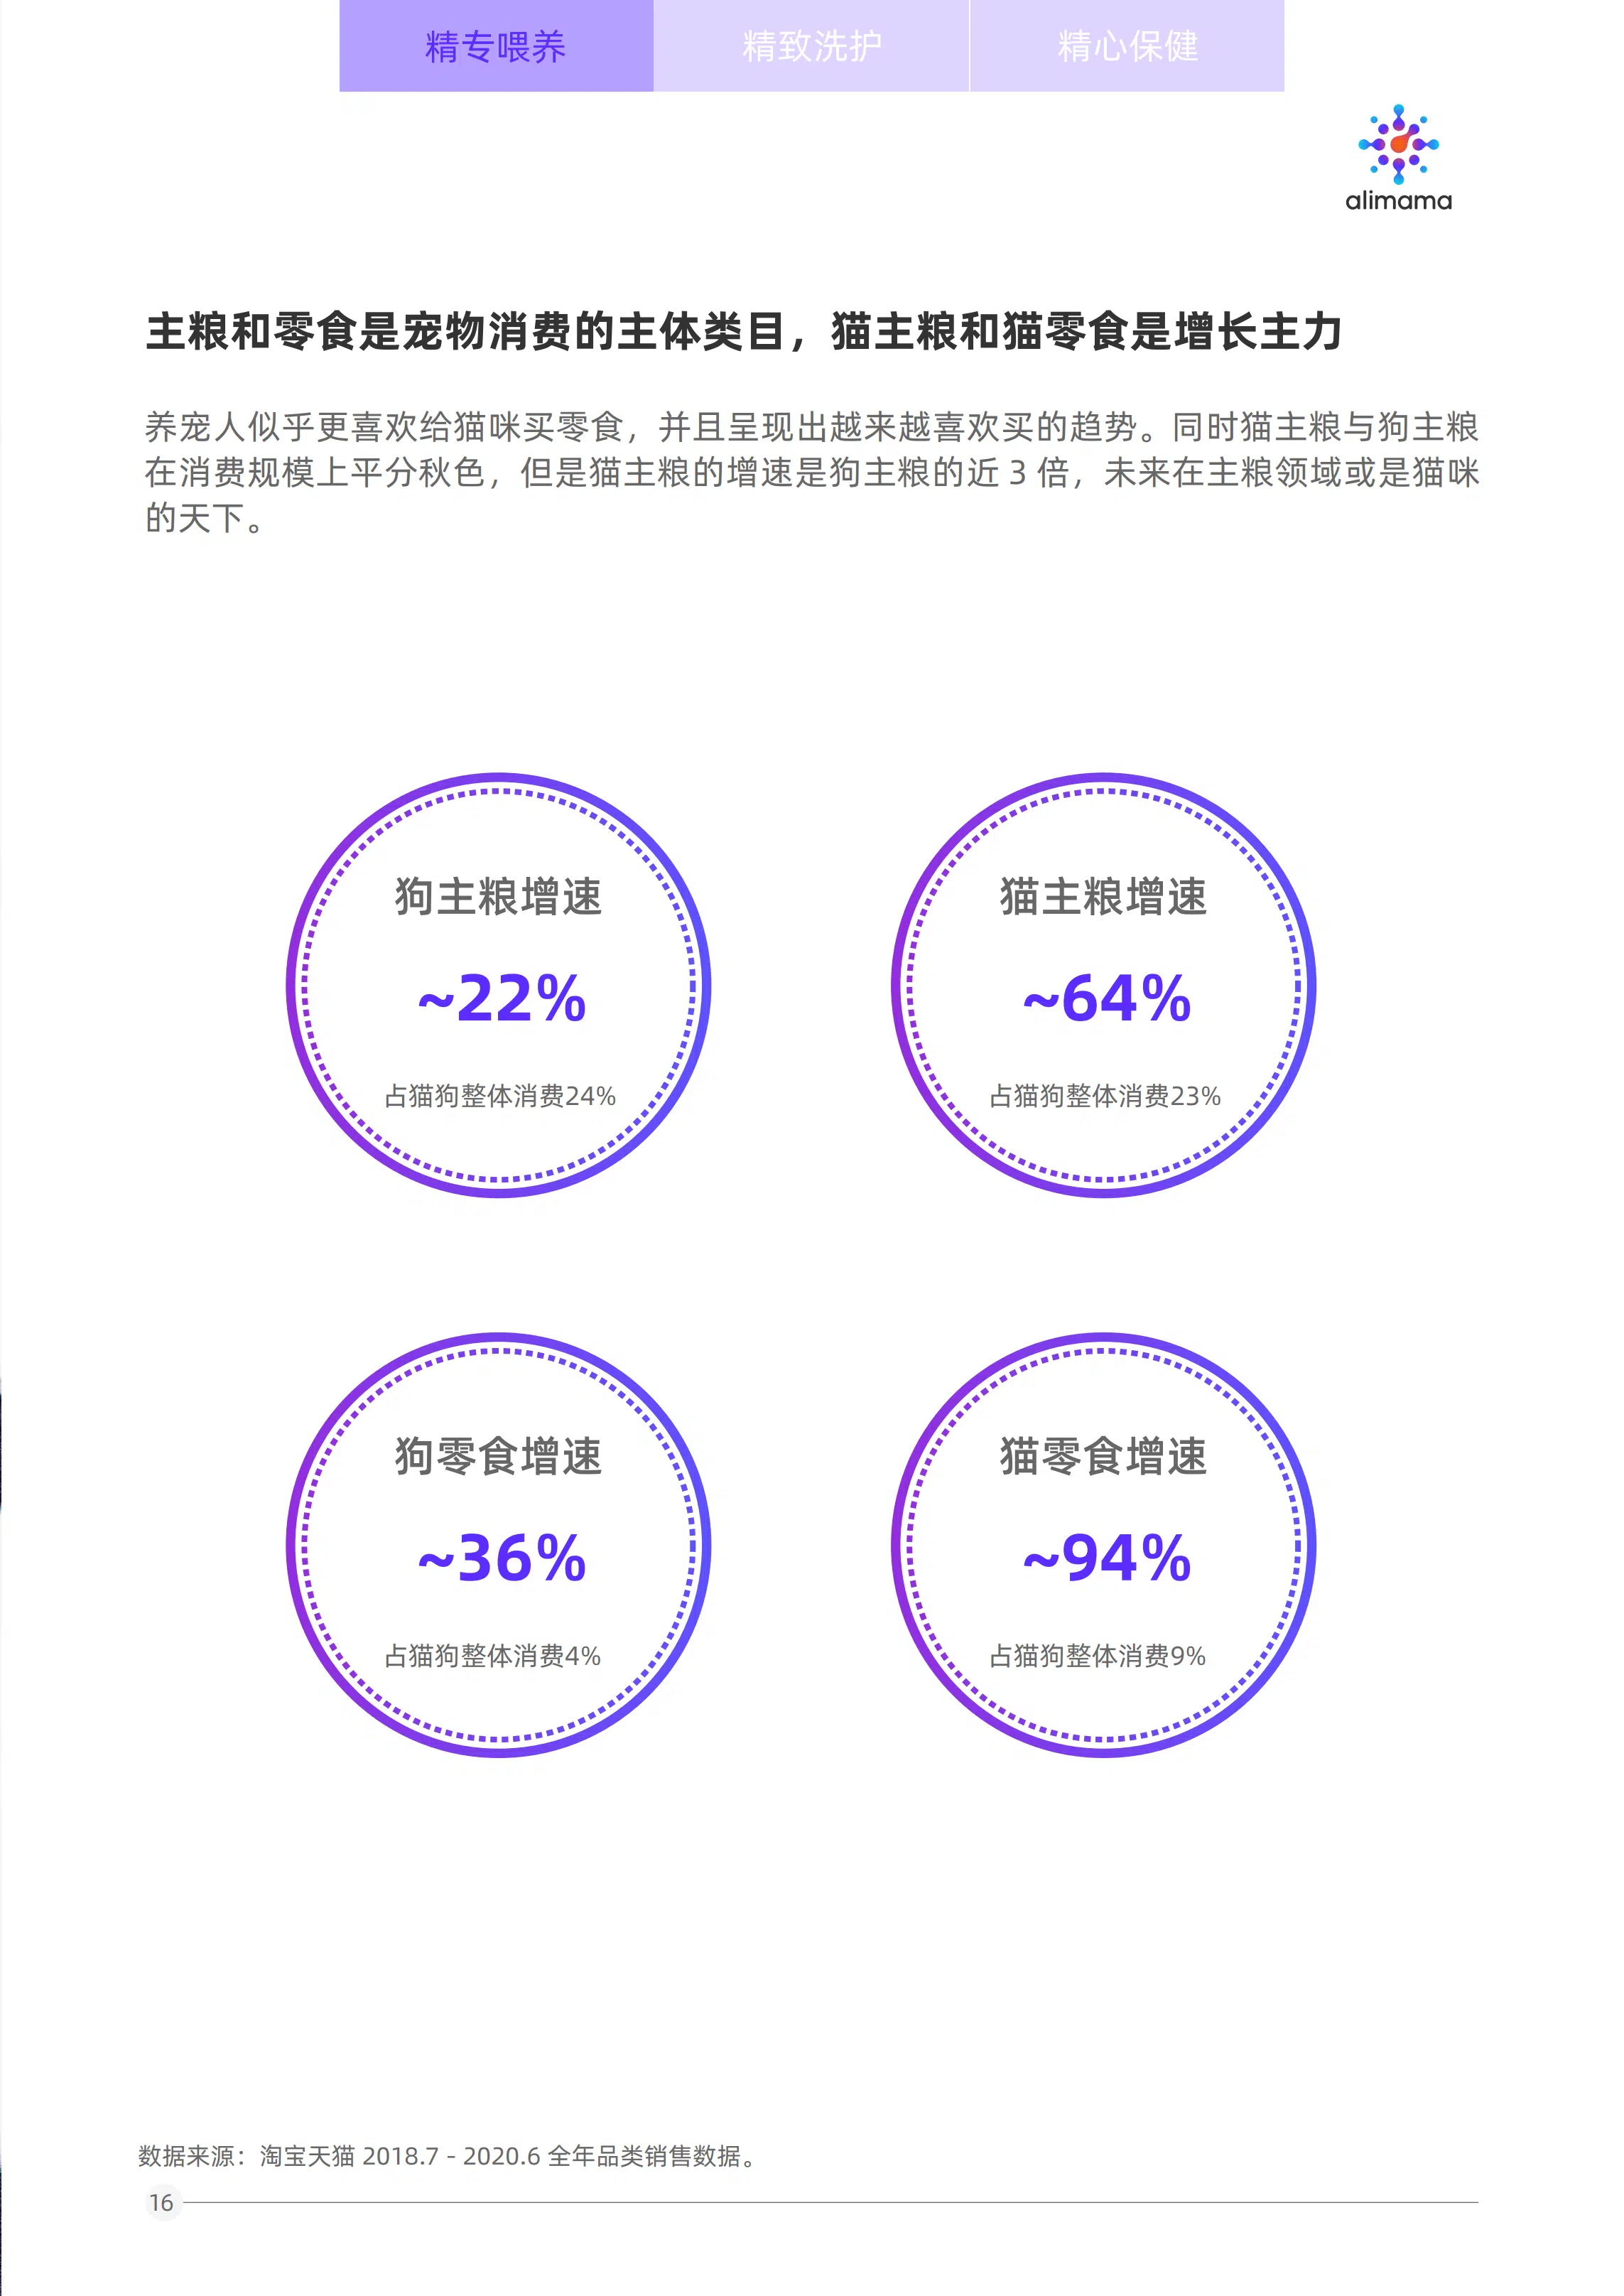 精专喂养
精致洗护
精心保健
alimama
主粮和零食是宠物消费的主体类目，猫主粮和猫零食是增长主力
养宠人似乎更喜欢给猫咪买零食，并且呈现出越来越喜欢买的趋势。同时猫主粮与狗主粮
在消费规模上平分秋色，但是猫主粮的增速是狗主粮的近 3 倍，未来在主粮领域或是猫咪
的天下。
狗主粮增速
~22%
占猫狗整体消费24%
猫主粮增速
~64%
占猫狗整体消费23%
狗零食增速
~36%
占猫狗整体消费4%
猫零食增速
~94%
占猫狗整体消费9%
数据来源：淘宝天猫 2018.7 - 2020.6 全年品类销售数据。
16